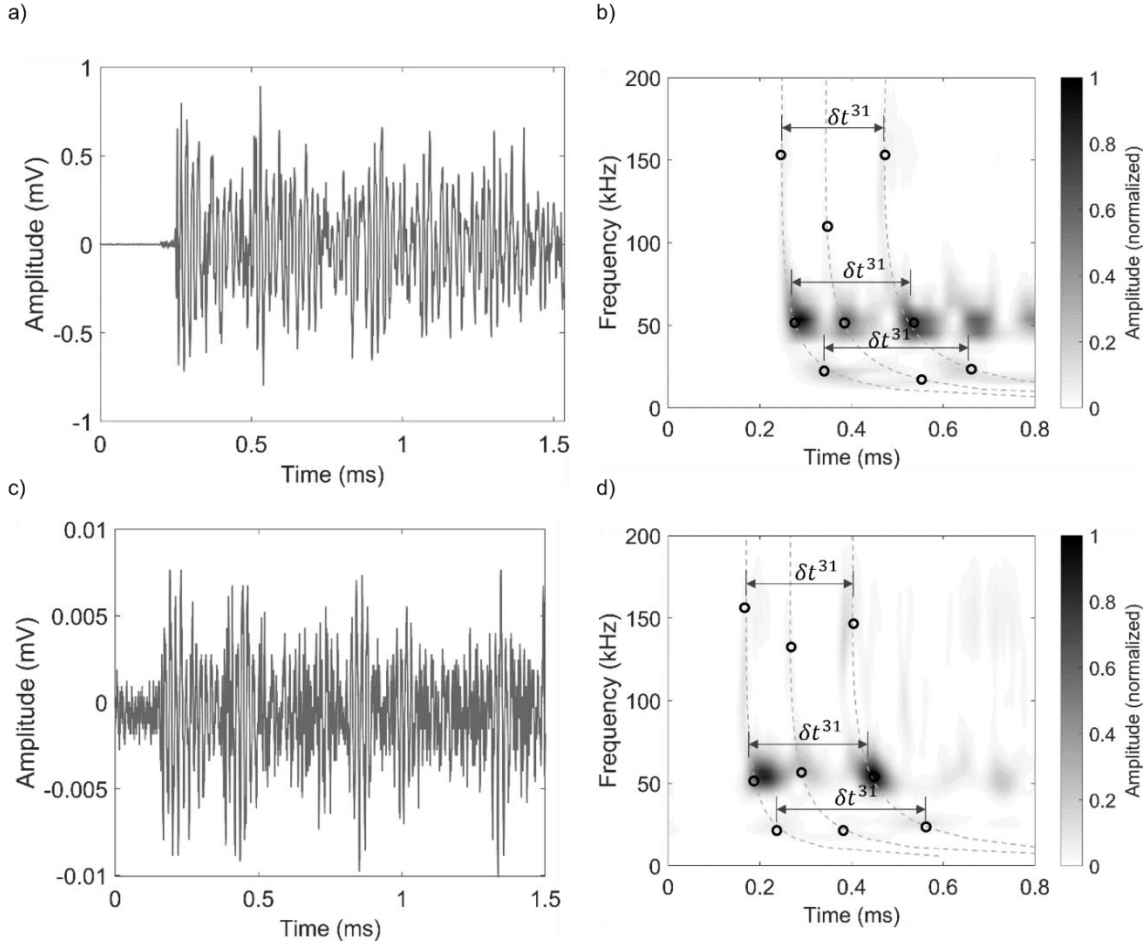 a)
1
0.5
0
-0.5
-1
Amplitude (mV)
0
0.5
1
1.5
Time (ms)
b)
200
150
100
50
0
Frequency (kHz)
δt³¹
δt³¹
δt³¹
0
0.2
0.4
0.6
0.8
Time (ms)
1
0.8
0.6
0.4
0.2
0
Amplitude (normalized)
c)
0.01
0.005
0
-0.005
-0.01
Amplitude (mV)
0
0.5
1
1.5
Time (ms)
d)
200
150
100
50
0
Frequency (kHz)
δt³¹
δt³¹
δt³¹
0
0.2
0.4
0.6
0.8
Time (ms)
1
0.8
0.6
0.4
0.2
0
Amplitude (normalized)